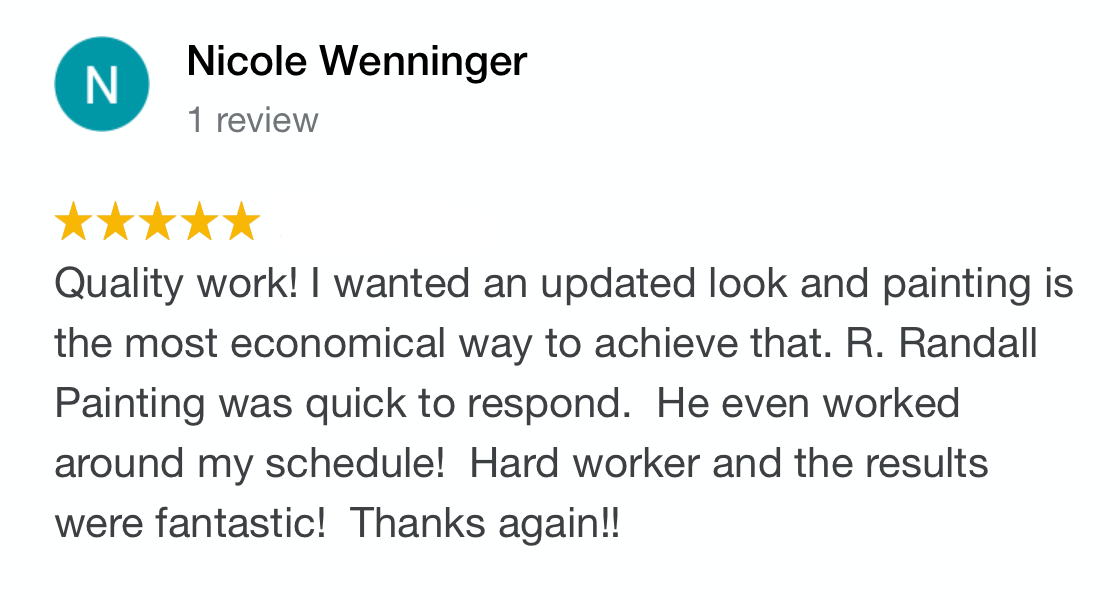 N
Nicole Wenninger
1 review
Quality work! I wanted an updated look and painting is
the most economical way to achieve that. R. Randall
Painting was quick to respond.  He even worked
around my schedule!  Hard worker and the results
were fantastic!  Thanks again!!